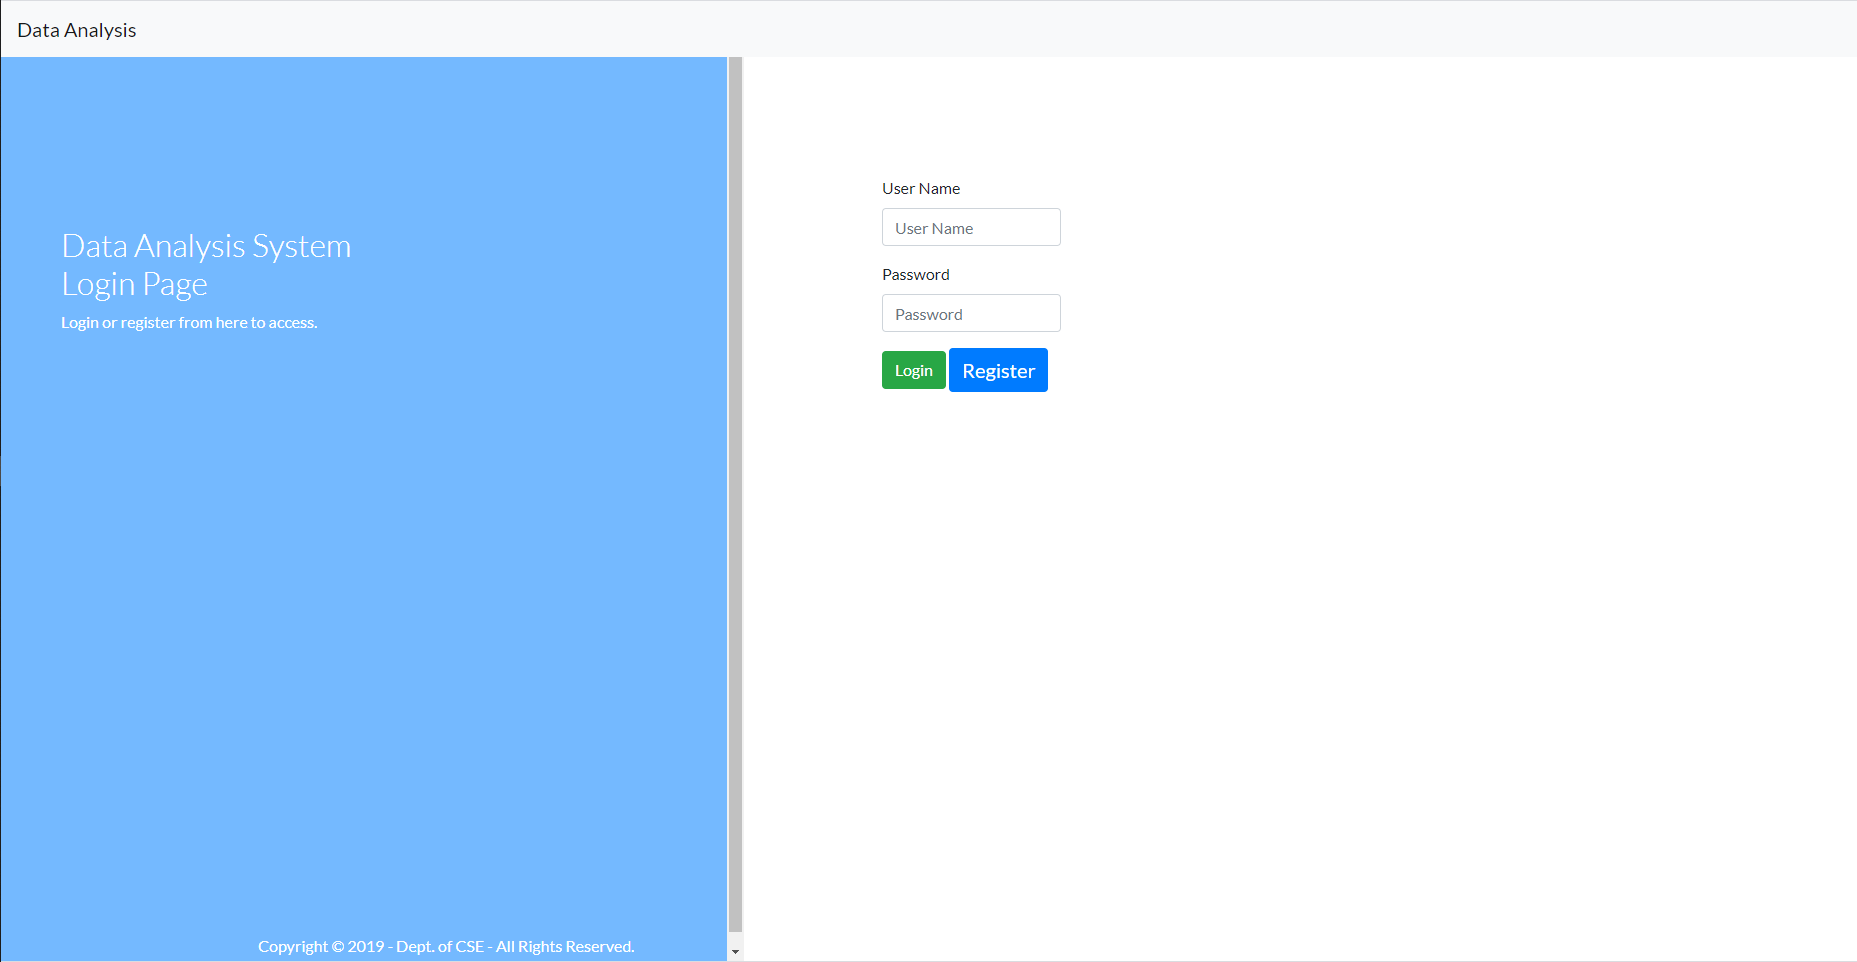 Data Analysis
Data Analysis System
Login Page
Login or register from here to access.
Copyright © 2019 - Dept. of CSE - All Rights Reserved.
User Name
User Name
Password
Password
Login Register